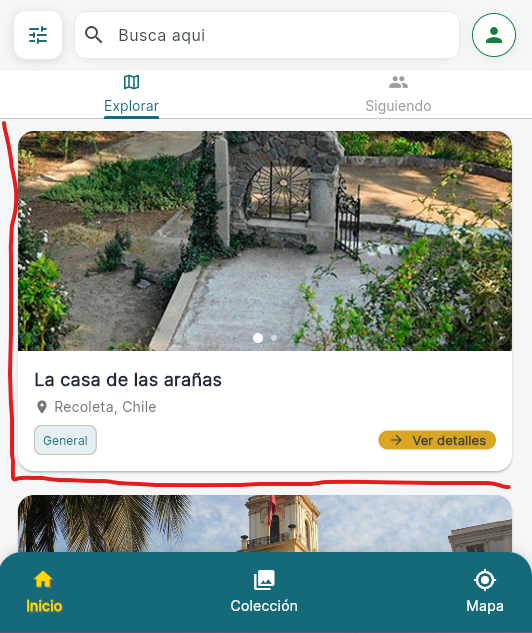 Busca aqui
Explorar
Siguiendo
La casa de las arañas
Recoleta, Chile
General
Ver detalles
Inicio
Colección
Mapa